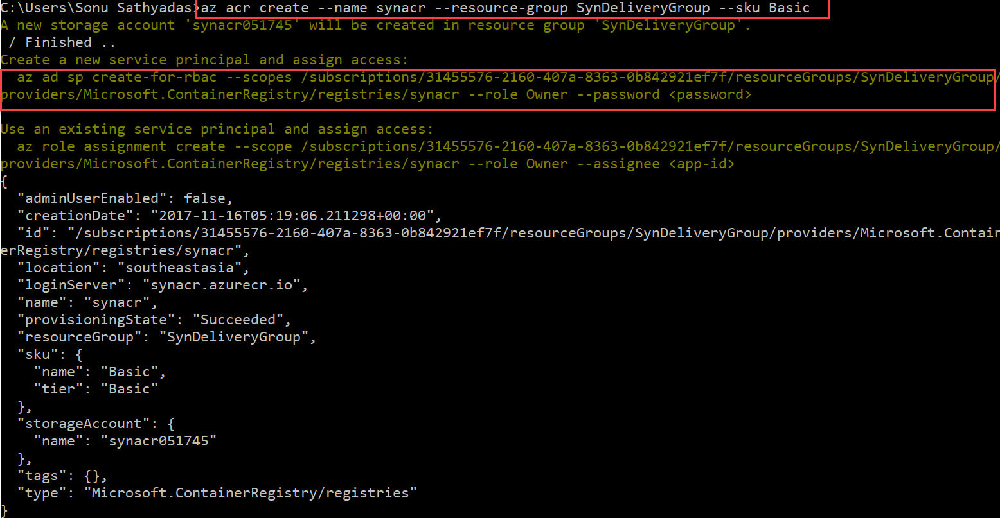 C:\Users\Sonu Sathyadas>az acr create --name synacr --resource-group SynDeliveryGroup --sku Basic
A new storage account 'synacr051745' will be created in resource group 'SynDeliveryGroup'.
 / Finished ..
Create a new service principal and assign access:
  az ad sp create-for-rbac --scopes /subscriptions/31455576-2160-407a-8363-0b842921ef7f/resourceGroups/SynDeliveryGroup/
providers/Microsoft.ContainerRegistry/registries/synacr --role Owner --password <password>

Use an existing service principal and assign access:
  az role assignment create --scope /subscriptions/31455576-2160-407a-8363-0b842921ef7f/resourceGroups/SynDeliveryGroup/
providers/Microsoft.ContainerRegistry/registries/synacr --role Owner --assignee <app-id>
{
  "adminUserEnabled": false,
  "creationDate": "2017-11-16T05:19:06.211298+00:00",
  "id": "/subscriptions/31455576-2160-407a-8363-0b842921ef7f/resourceGroups/SynDeliveryGroup/providers/Microsoft.Contain
erRegistry/registries/synacr",
  "location": "southeastasia",
  "loginServer": "synacr.azurecr.io",
  "name": "synacr",
  "provisioningState": "Succeeded",
  "resourceGroup": "SynDeliveryGroup",
  "sku": {
    "name": "Basic",
    "tier": "Basic"
  },
  "storageAccount": {
    "name": "synacr051745"
  },
  "tags": {},
  "type": "Microsoft.ContainerRegistry/registries"
}